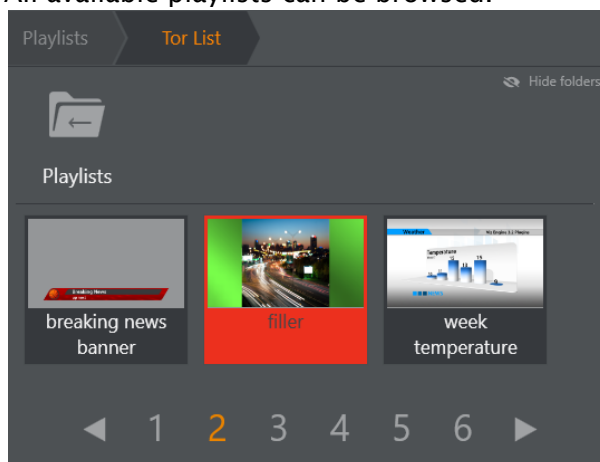 All available playlists can be browsed.
Playlists Tor List
Hide folders
Playlists
Breaking News
Weather
Temperature
breaking news banner
filler
week temperature
1 2 3 4 5 6